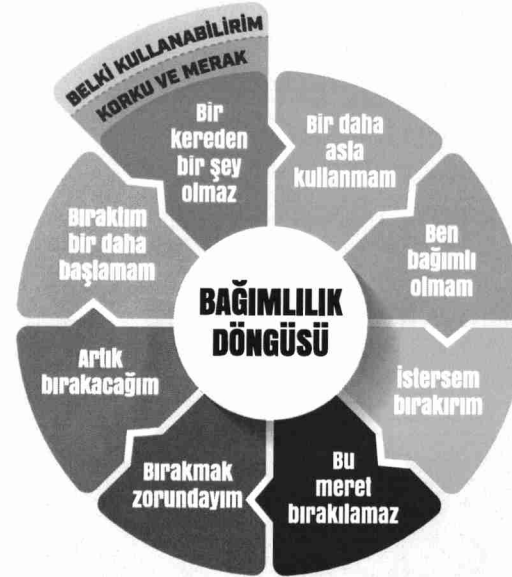 BELKİ KULLANABİLİRİM
KORKU VE MERAK
Bir
kereden
bir şey
olmaz
Bir daha
asla
kullanmam
Ben
bağımlı
olmam
İstersem
bırakırım
Bu
meret
bırakılamaz
Bırakmak
zorundayım
Artık
bırakacağım
Bıraktım
bir daha
başlamam
BAĞIMLILIK
DÖNGÜSÜ